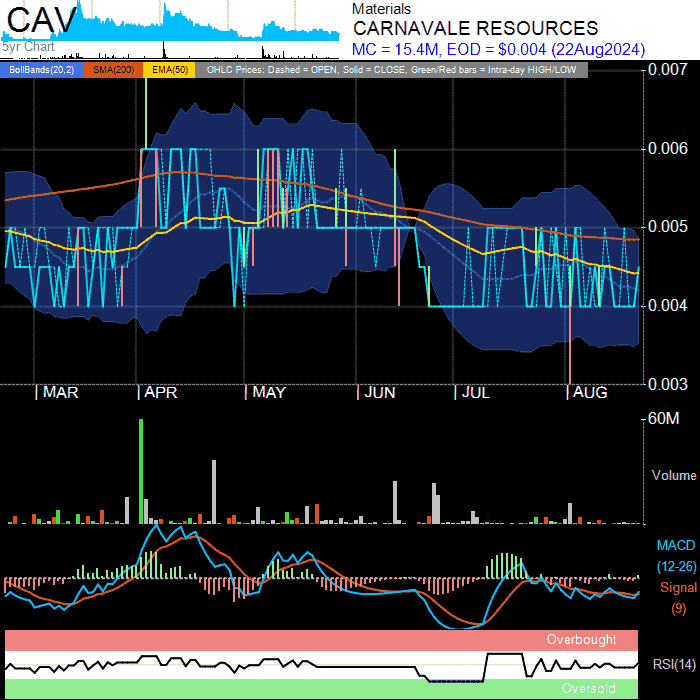 CAV
5yr Chart
Materials
CARNAVALE RESOURCES
MC = 15.4M, EOD = $0.004 (22Aug2024)
BollBands(20,2) SMA(200) EMA(50) OHLC Prices: Dashed = OPEN, Solid = CLOSE, Green/Red bars = Intra-day HIGH/LOW
0.007
0.006
0.005
0.004
0.003
MAR APR MAY JUN JUL AUG
60M
Volume
MACD
(12-26)
Signal
(9)
Overbought
RSI(14)
Oversold